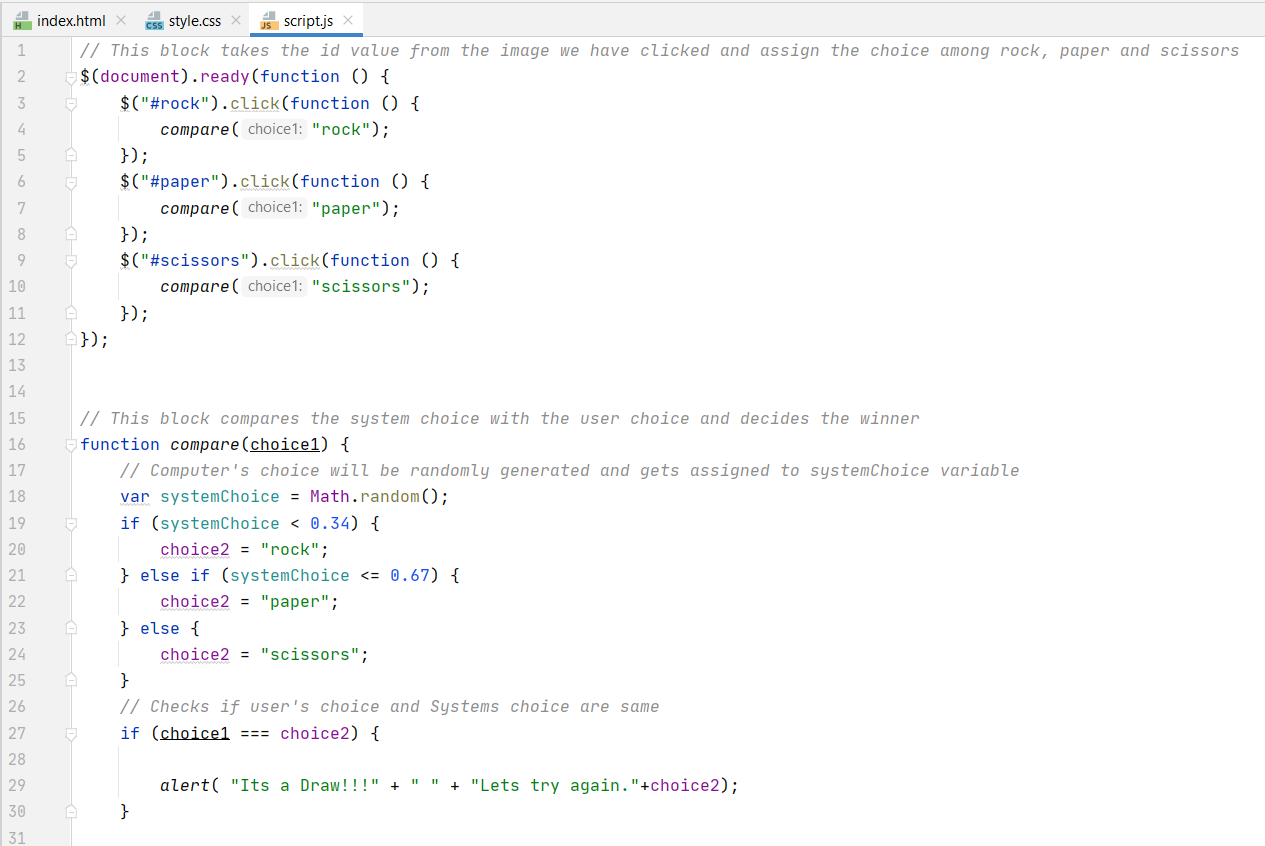 index.html style.css script.js
1 // This block takes the id value from the image we have clicked and assign the choice among rock, paper and scissors
2 $(document).ready(function () {
3 $("#rock").click(function () {
4 compare( choice1: "rock");
5 });
6 $("#paper").click(function () {
7 compare( choice1: "paper");
8 });
9 $("#scissors").click(function () {
10 compare( choice1: "scissors");
11 });
12 });
13
14
15 // This block compares the system choice with the user choice and decides the winner
16 function compare(choice1) {
17 // Computer's choice will be randomly generated and gets assigned to systemChoice variable
18 var systemChoice = Math.random();
19 if (systemChoice < 0.34) {
20 choice2 = "rock";
21 } else if (systemChoice <= 0.67) {
22 choice2 = "paper";
23 } else {
24 choice2 = "scissors";
25 }
26 // Checks if user's choice and Systems choice are same
27 if (choice1 === choice2) {
28
29 alert( "Its a Draw!!!" + " " + "Lets try again."+choice2);
30 }
31